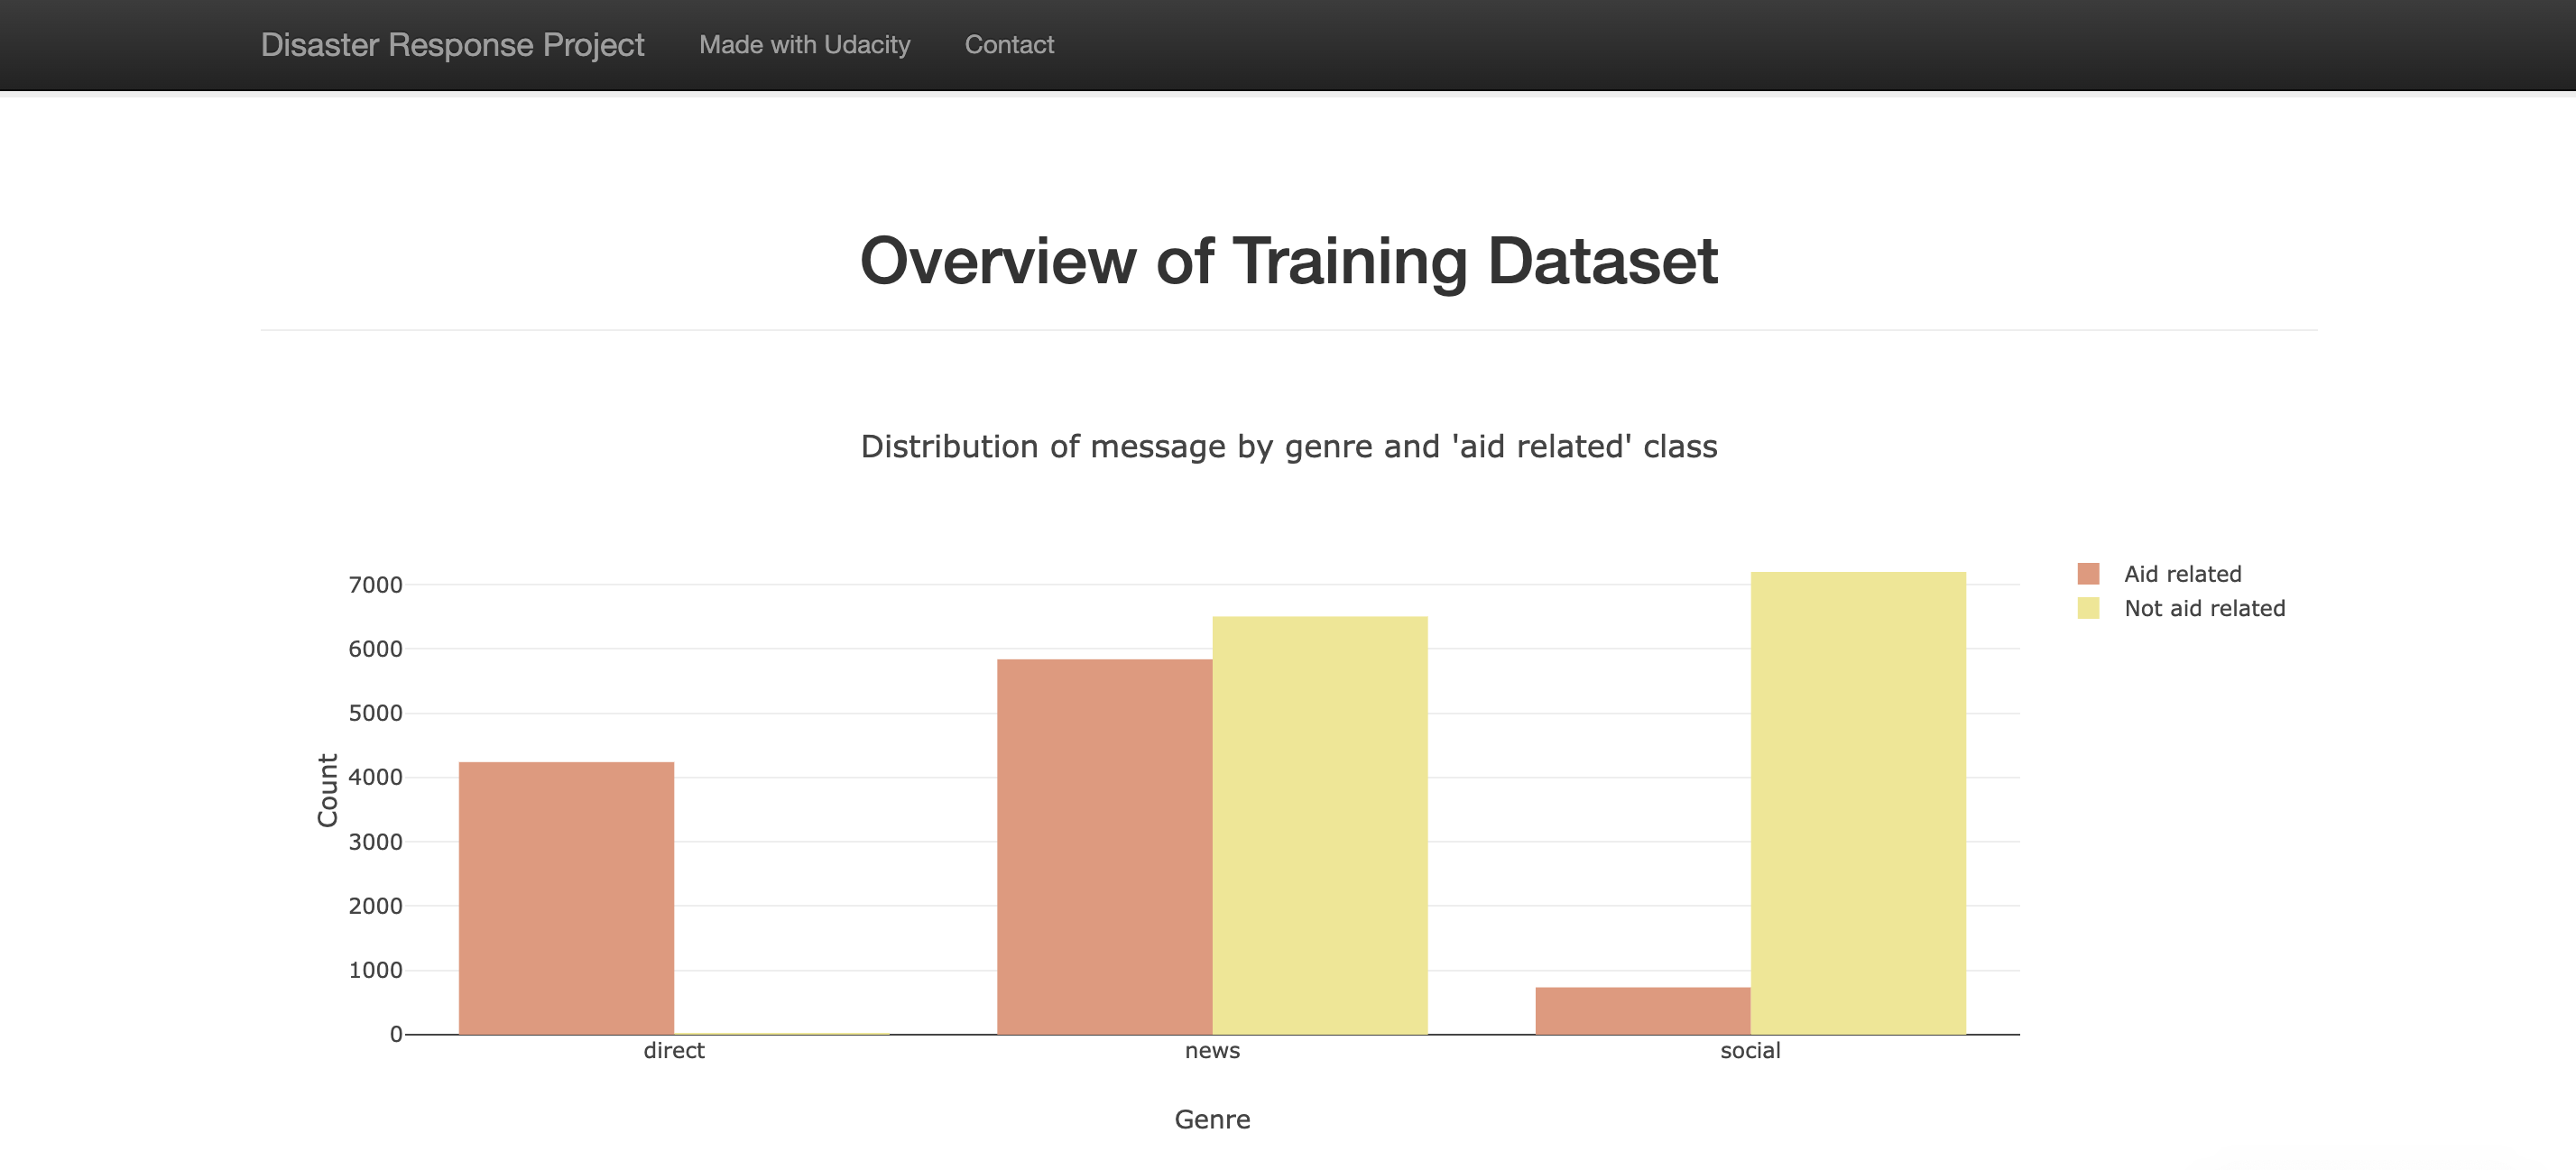 Disaster Response Project Made with Udacity Contact
Overview of Training Dataset
Distribution of message by genre and 'aid related' class
Aid related
Not aid related
7000
6000
5000
4000
3000
2000
1000
0
Count
direct news social
Genre